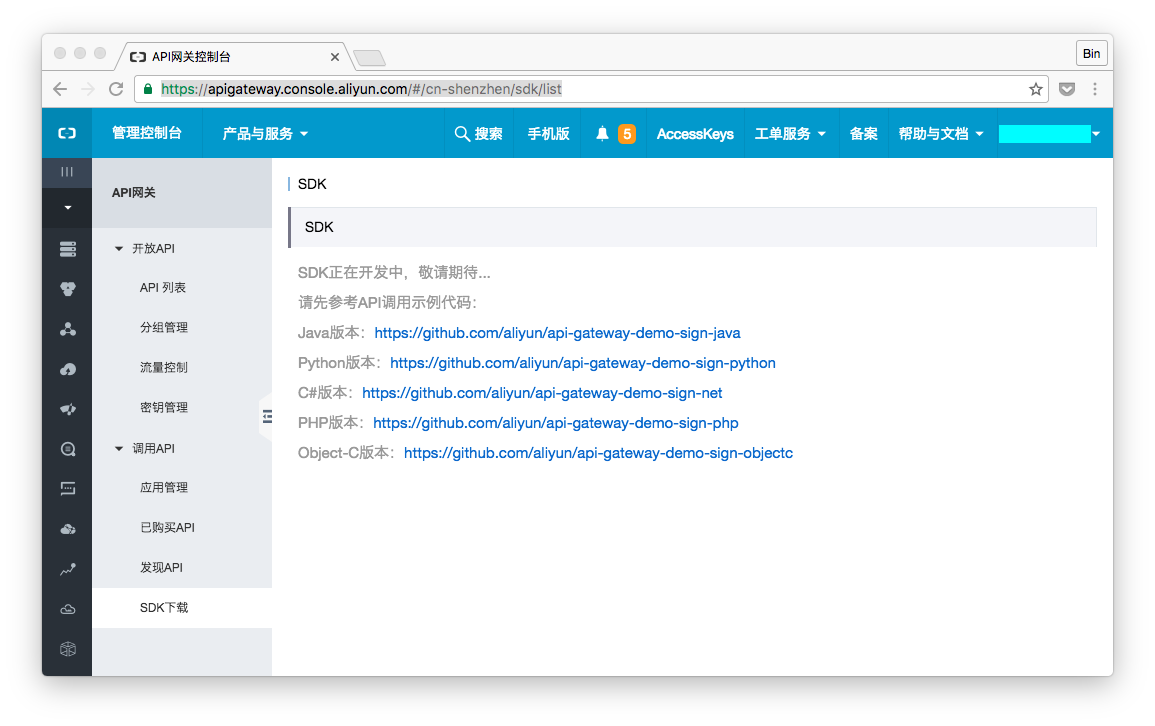 API网关控制台
Bin
https://apigateway.console.aliyun.com/#/cn-shenzhen/sdk/list
管理控制台 产品与服务 搜索 手机版 5 AccessKeys 工单服务 备案 帮助与文档
API网关
开放API
API 列表
分组管理
流量控制
密钥管理
调用API
应用管理
已购买API
发现API
SDK下载
SDK
SDK
SDK正在开发中，敬请期待...
请先参考API调用示例代码：
Java版本：https://github.com/aliyun/api-gateway-demo-sign-java
Python版本：https://github.com/aliyun/api-gateway-demo-sign-python
C#版本：https://github.com/aliyun/api-gateway-demo-sign-net
PHP版本：https://github.com/aliyun/api-gateway-demo-sign-php
Object-C版本：https://github.com/aliyun/api-gateway-demo-sign-objectc